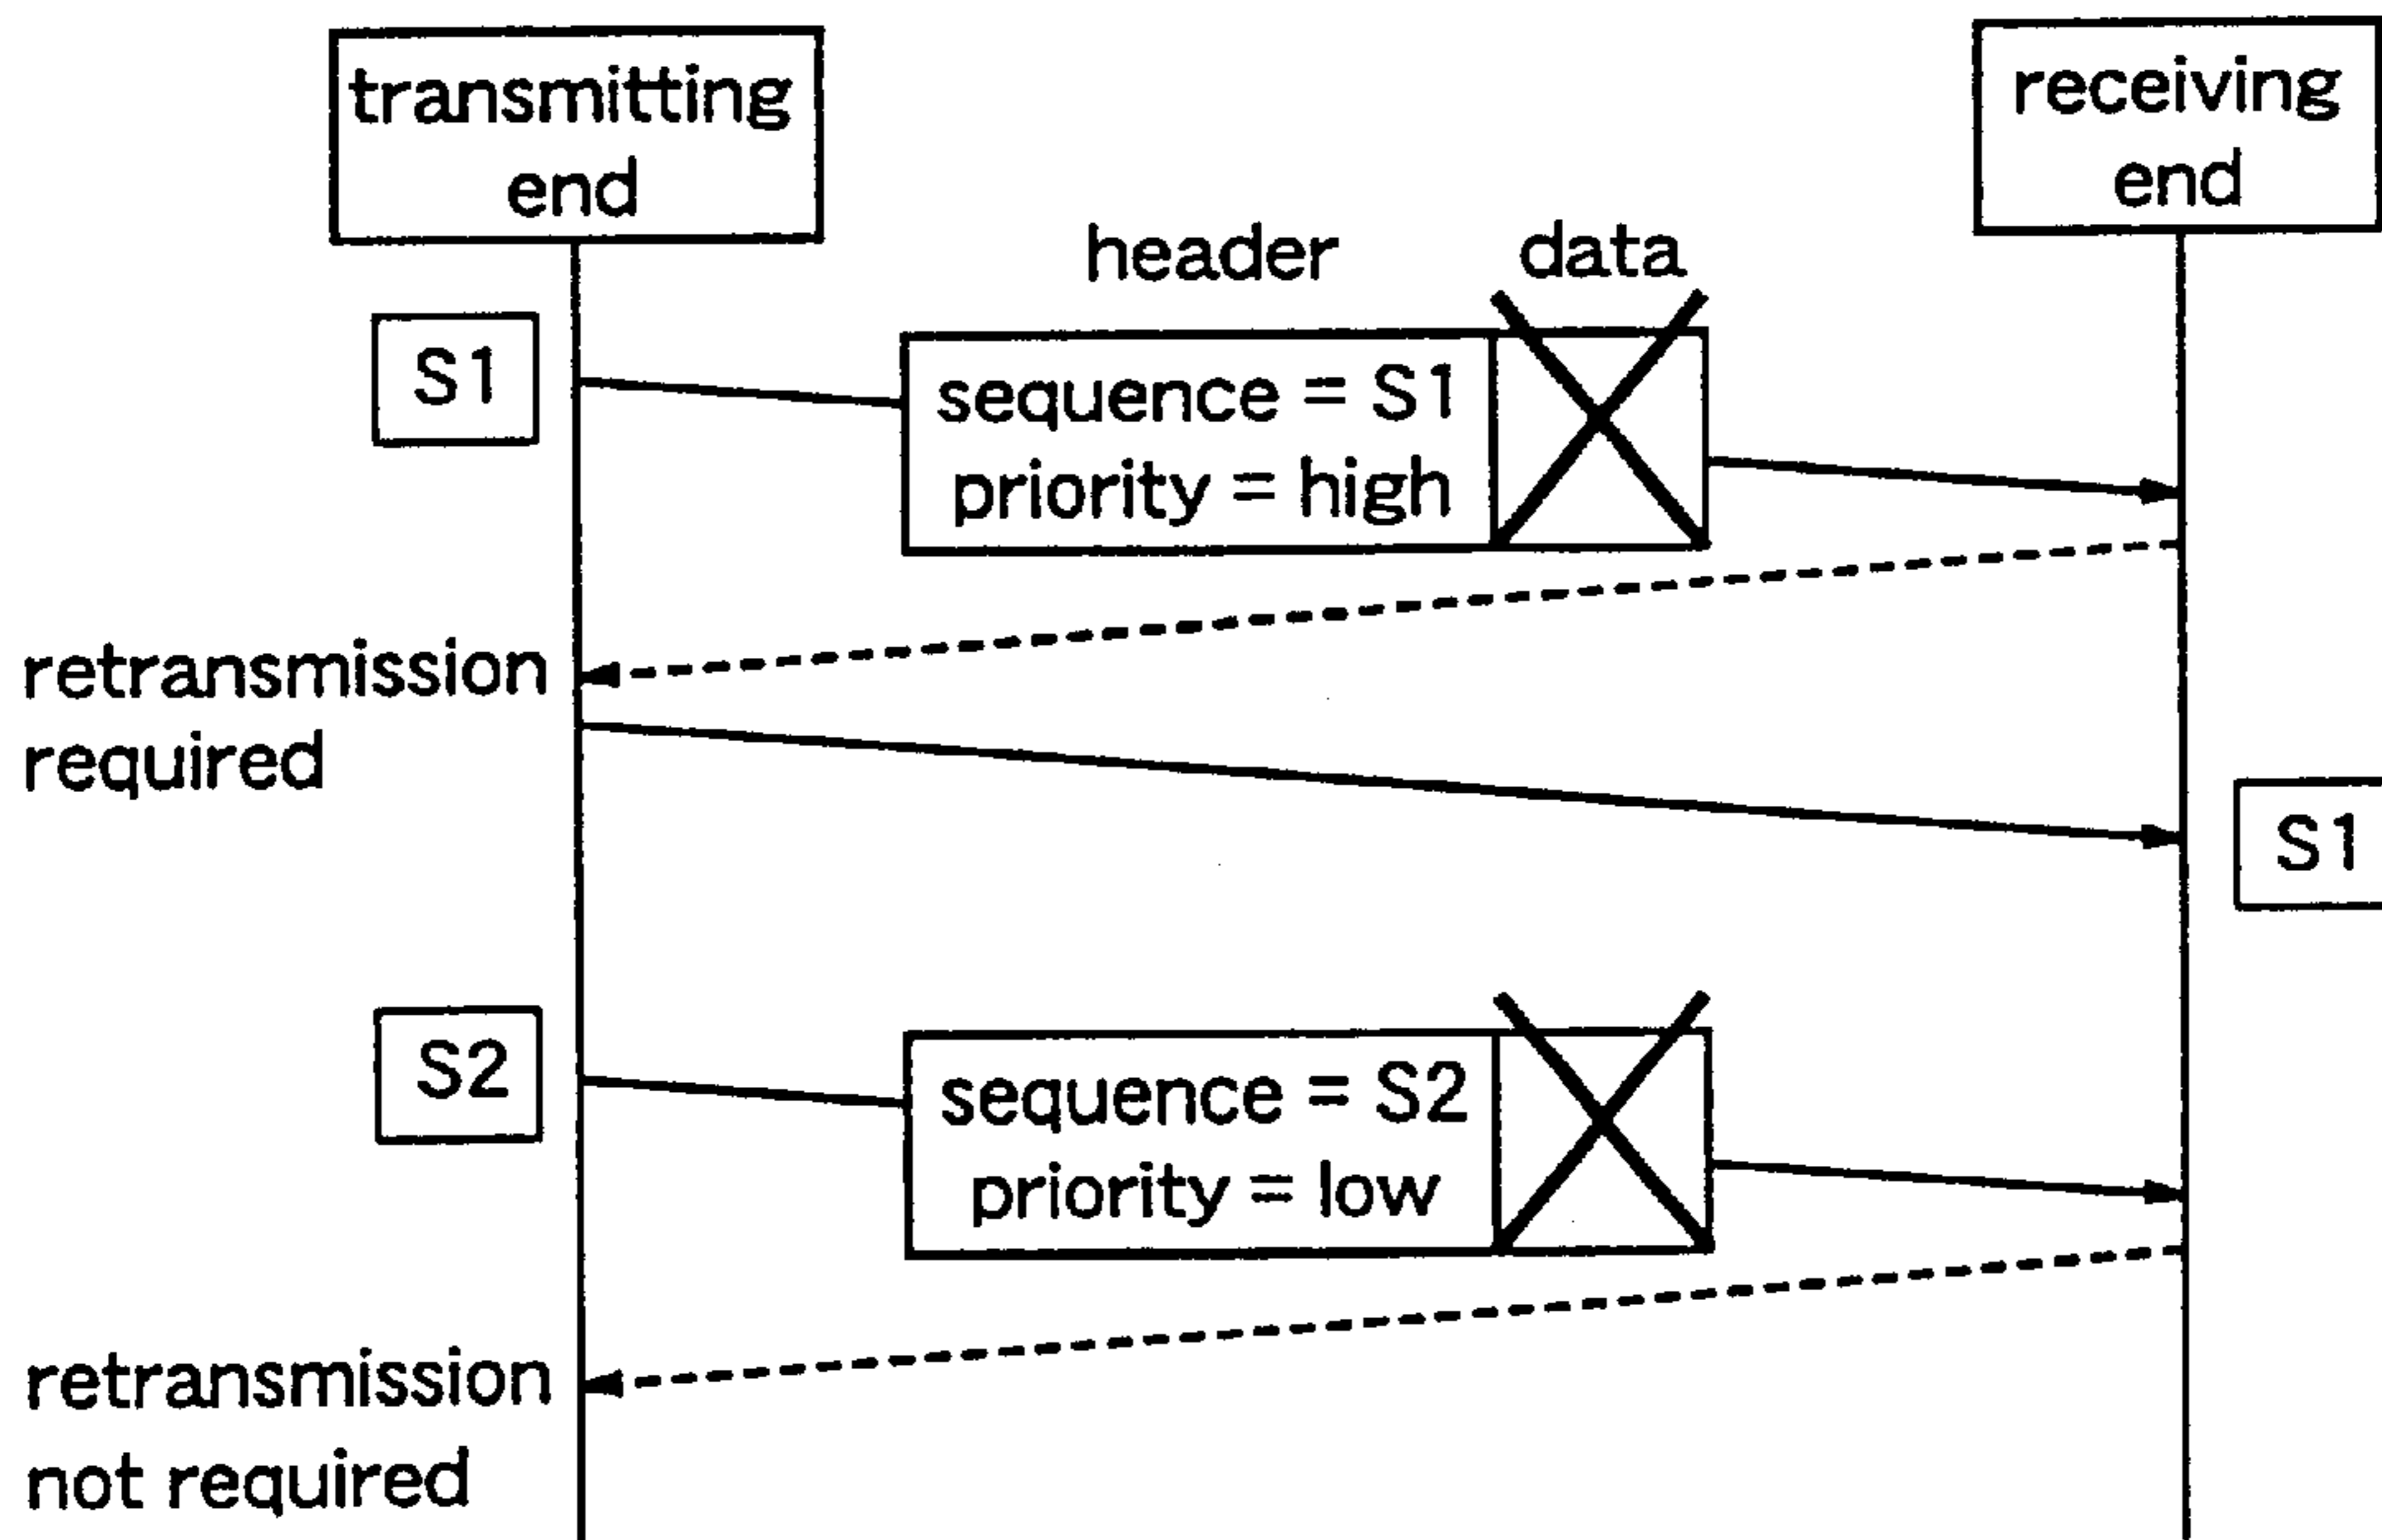 transmitting
end
receiving
end
header
data
S1
sequence = S1
priority = high
retransmission
required
S1
S2
sequence = S2
priority = low
retransmission
not required